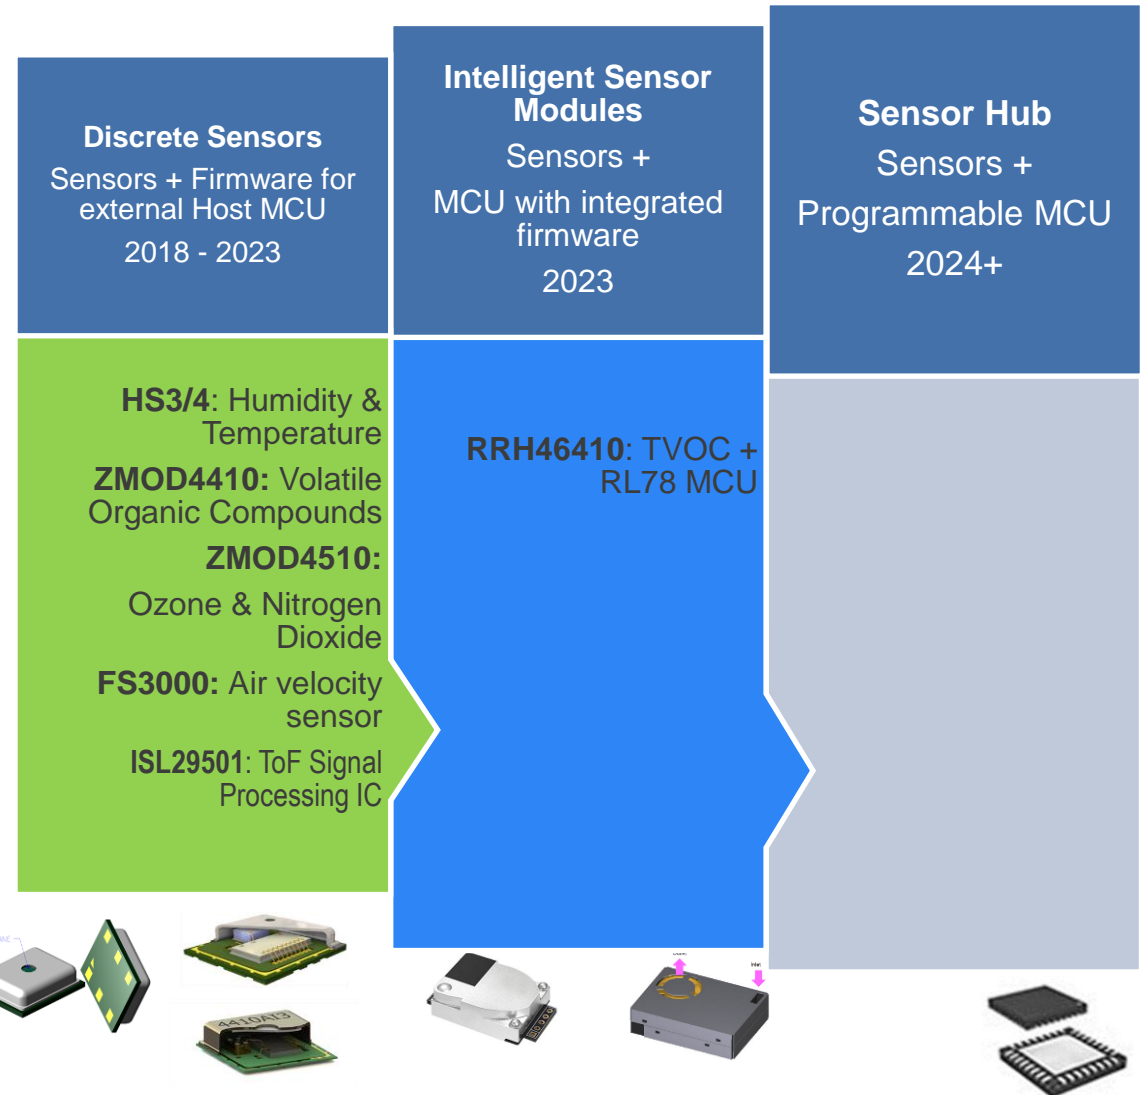 Discrete Sensors
Sensors + Firmware for
external Host MCU
2018 - 2023
Intelligent Sensor
Modules
Sensors +
MCU with integrated
firmware
2023
Sensor Hub
Sensors +
Programmable MCU
2024+
HS3/4: Humidity &
Temperature
ZMOD4410: Volatile
Organic Compounds
ZMOD4510:
Ozone & Nitrogen
Dioxide
FS3000: Air velocity
sensor
ISL29501: ToF Signal
Processing IC
RRH46410: TVOC +
RL78 MCU
4410A13
Inlet